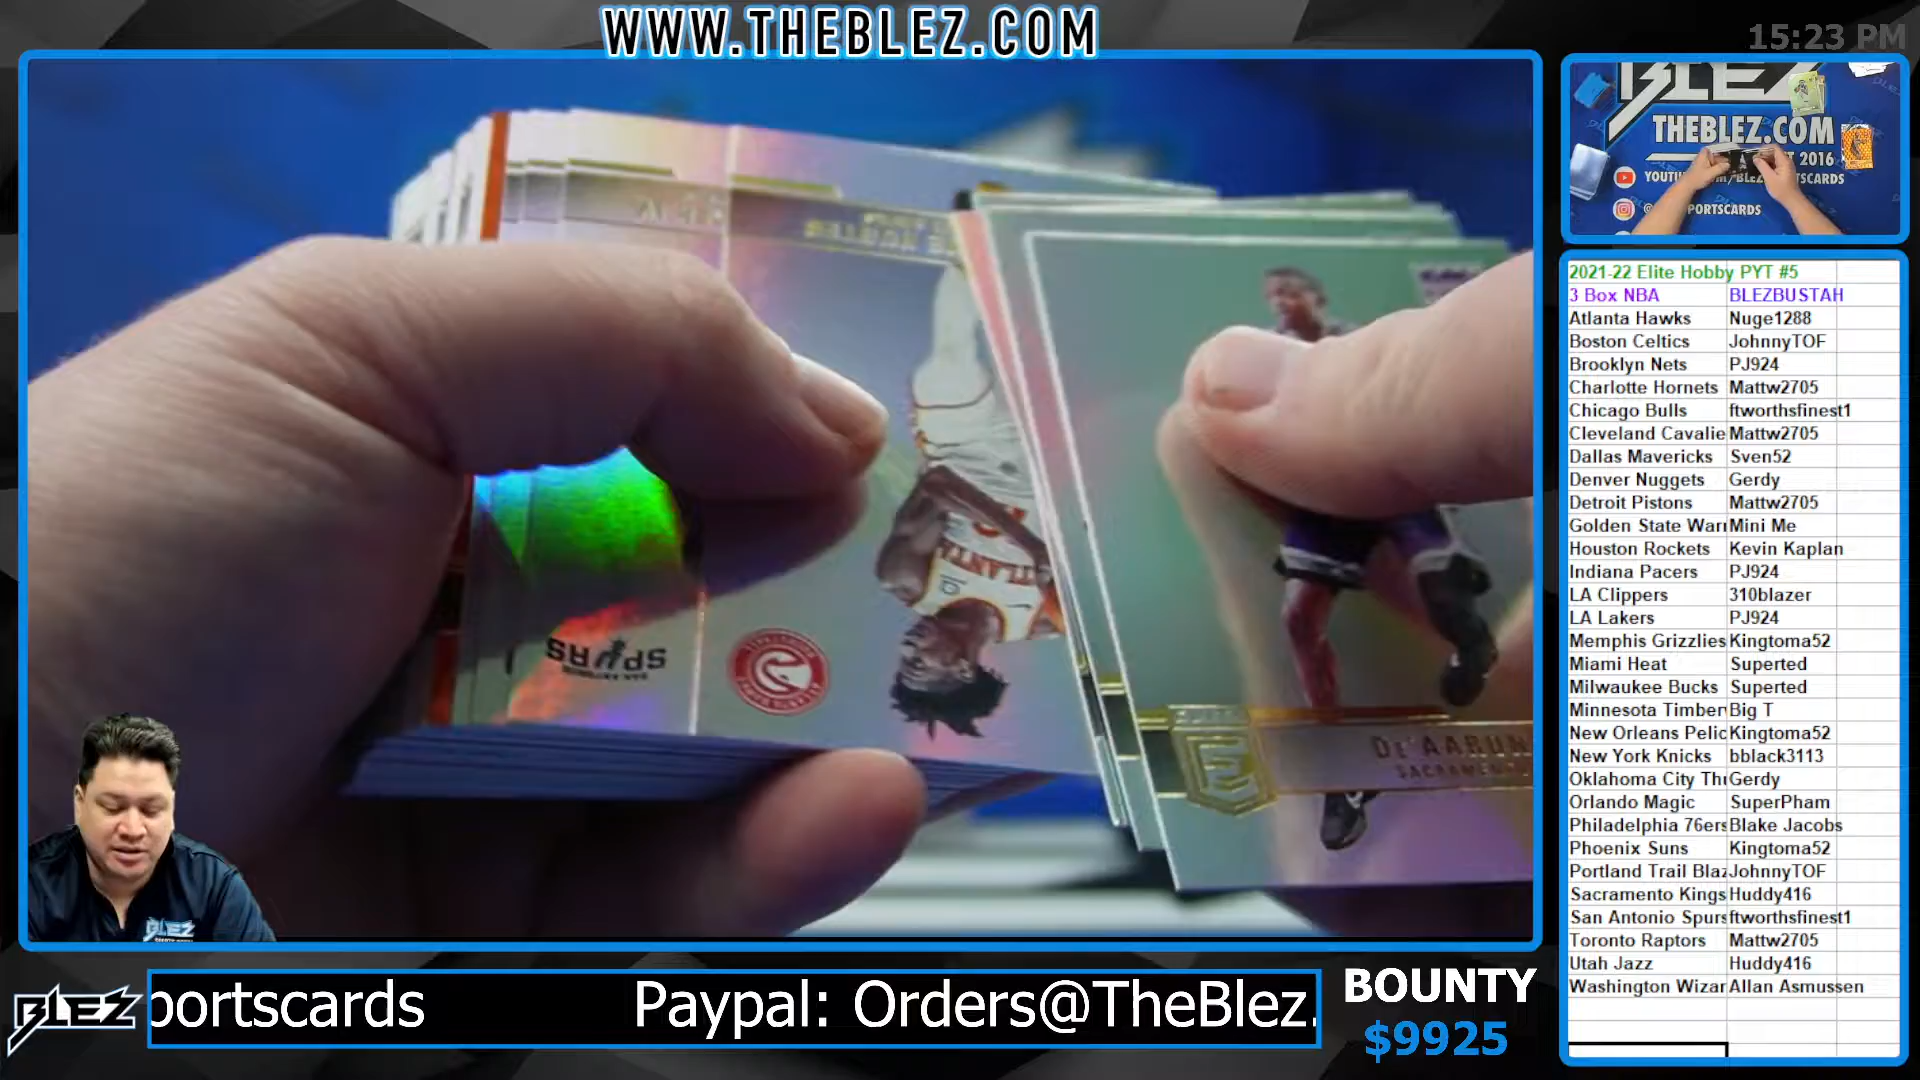 WWW.THEBLEZ.COM
15:23 PM
BLEZ
THEBLEZ.COM
2016
PORTSCARDS
SPURS
ELITE
DE'AARON
2021-22 Elite Hobby PYT #5
3 Box NBA BLEZBUSTAH
Atlanta Hawks Nuge1288
Boston Celtics JohnnyTOF
Brooklyn Nets PJ924
Charlotte Hornets Mattw2705
Chicago Bulls ftworthsfinest1
Cleveland Cavalie Mattw2705
Dallas Mavericks Sven52
Denver Nuggets Gerdy
Detroit Pistons Mattw2705
Golden State Warr Mini Me
Houston Rockets Kevin Kaplan
Indiana Pacers PJ924
LA Clippers 310blazer
LA Lakers PJ924
Memphis Grizzlies Kingtoma52
Miami Heat Superted
Milwaukee Bucks Superted
Minnesota Timberv Big T
New Orleans Pelic Kingtoma52
New York Knicks bblack3113
Oklahoma City Thu Gerdy
Orlando Magic SuperPham
Philadelphia 76ers Blake Jacobs
Phoenix Suns Kingtoma52
Portland Trail Blaz JohnnyTOF
Sacramento Kings Huddy416
San Antonio Spurs ftworthsfinest1
Toronto Raptors Mattw2705
Utah Jazz Huddy416
Washington Wizar Allan Asmussen
BLEZ
BLEZ
portscards Paypal: Orders@TheBlez.
BOUNTY
$9925